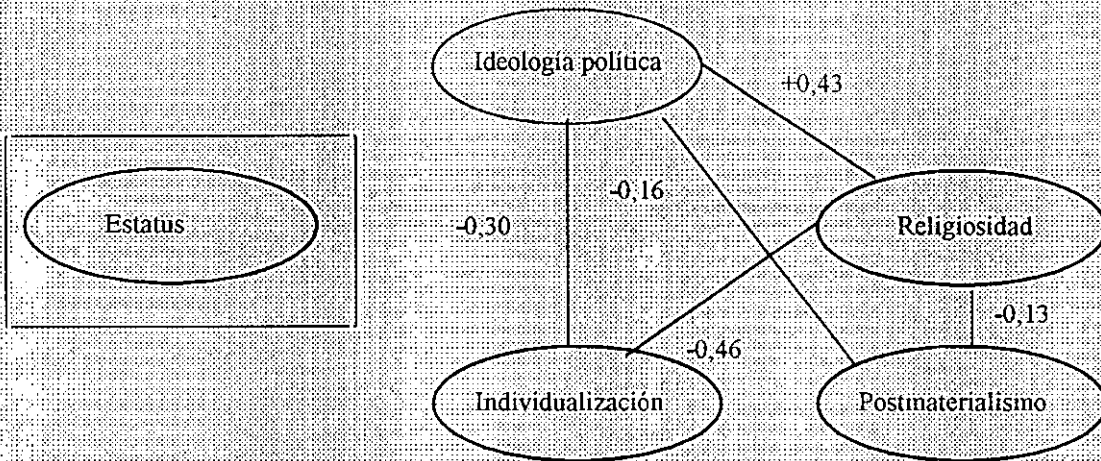 Ideología política
+0,43
-0,16
Estatus
-0,30
Religiosidad
-0,13
-0,46
Individualización
Postmaterialismo